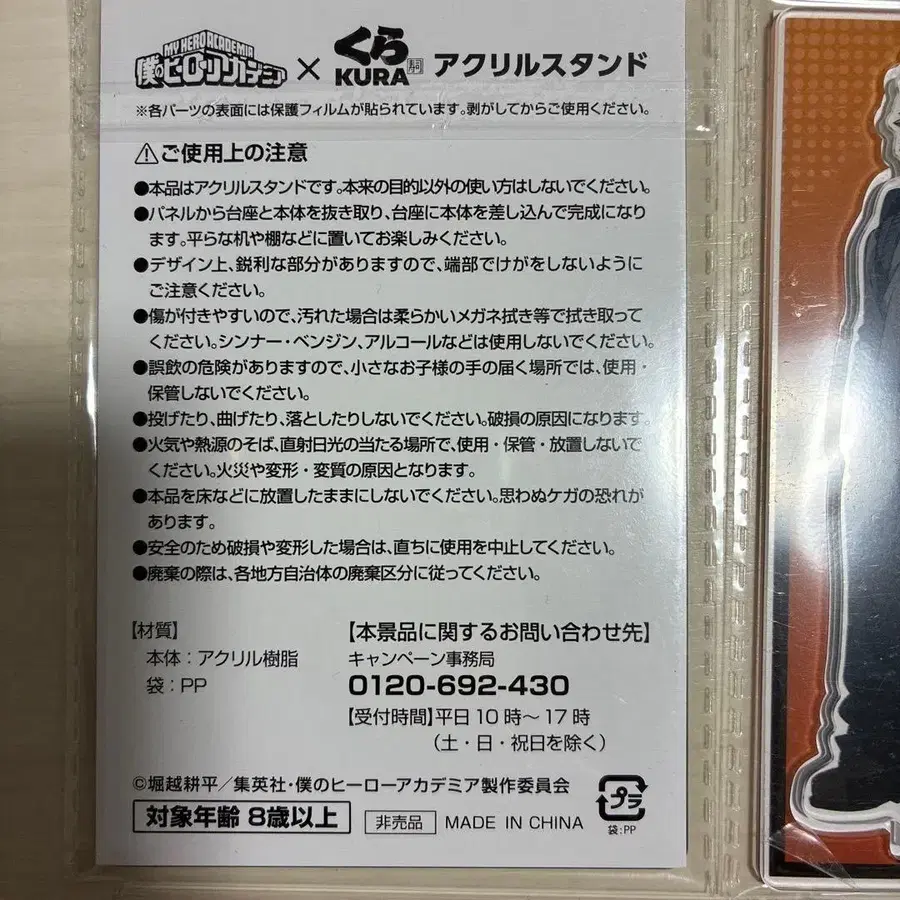 MY HERO ACADEMIA
僕のヒーローアカデミア × くら KURA アクリルスタンド
※各パーツの表面には保護フィルムが貼られています。剥がしてからご使用ください。
⚠ご使用上の注意
●本品はアクリルスタンドです。本来の目的以外の使い方はしないでください。
●パネルから台座と本体を抜き取り、台座に本体を差し込んで完成になり
ます。平らな机や棚などに置いてお楽しみください。
●デザイン上、鋭利な部分がありますので、端部でけがをしないように
ご注意ください。
●傷が付きやすいので、汚れた場合は柔らかいメガネ拭き等で拭き取って
ください。シンナー・ベンジン、アルコールなどは使用しないでください。
●誤飲の危険がありますので、小さなお子様の手の届く場所では、使用・
保管しないでください。
●投げたり、曲げたり、落としたりしないでください。破損の原因になります。
●火気や熱源のそば、直射日光の当たる場所で、使用・保管・放置しないで
ください。火災や変形・変質の原因となります。
●本品を床などに放置したままにしないでください。思わぬケガの恐れが
あります。
●安全のため破損や変形した場合は、直ちに使用を中止してください。
●廃棄の際は、各地方自治体の廃棄区分に従ってください。
【材質】
本体：アクリル樹脂
袋：PP
【本景品に関するお問い合わせ先】
キャンペーン事務局
0120-692-430
【受付時間】平日10時～17時
（土・日・祝日を除く）
©堀越耕平／集英社・僕のヒーローアカデミア製作委員会
対象年齢 8歳以上
非売品
MADE IN CHINA
プラ
袋:PP